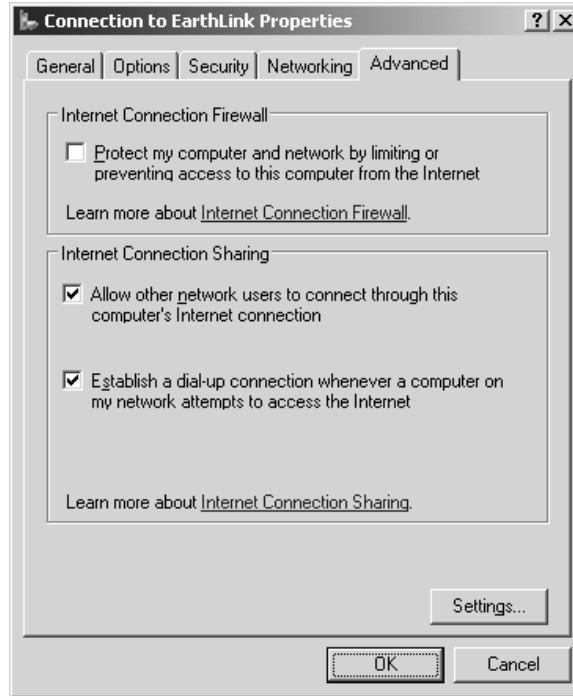 Connection to EarthLink Properties
General Options Security Networking Advanced
Internet Connection Firewall
Protect my computer and network by limiting or
preventing access to this computer from the Internet
Learn more about Internet Connection Firewall.
Internet Connection Sharing
Allow other network users to connect through this
computer's Internet connection
Establish a dial-up connection whenever a computer on
my network attempts to access the Internet
Learn more about Internet Connection Sharing.
Settings...
OK Cancel